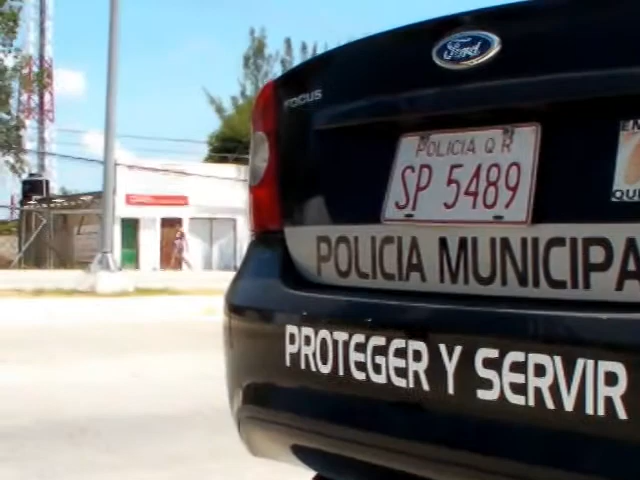 Ford
FOCUS
POLICIA Q R
SP 5489
POLICIA MUNICIPA
PROTEGER Y SERVIR